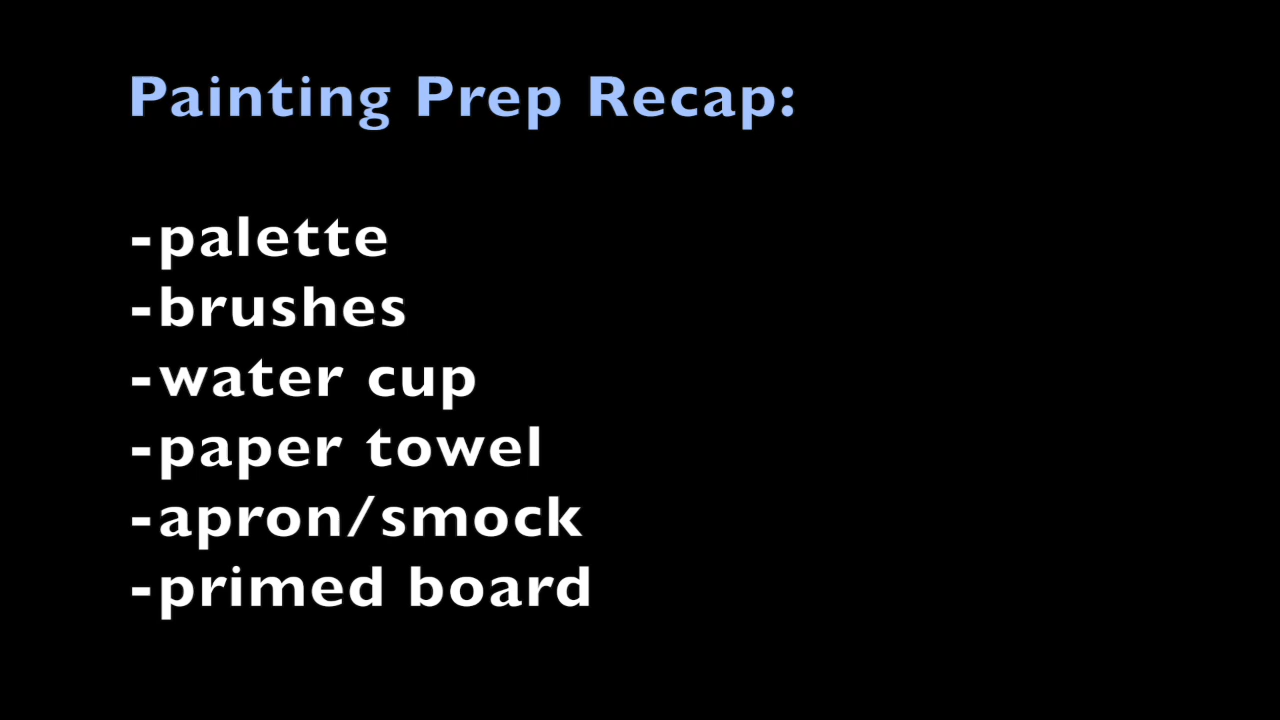 Painting Prep Recap:
-palette
-brushes
-water cup
-paper towel
-apron/smock
-primed board